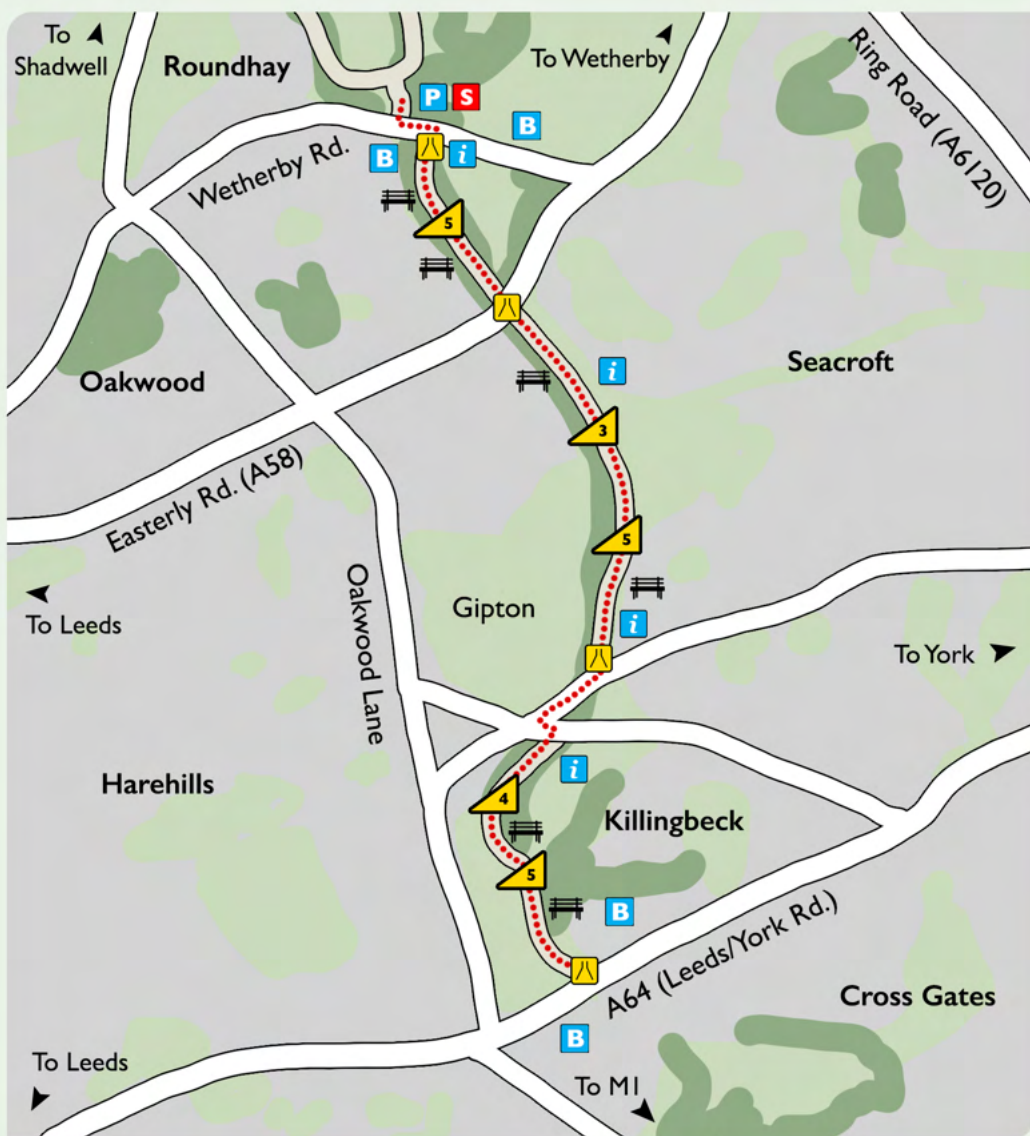 To
Shadwell
Roundhay
To Wetherby
Ring Road (A6120)
P
S
B
B
i
Wetherby Rd.
5
Oakwood
Seacroft
i
3
Easterly Rd. (A58)
5
To Leeds
Oakwood Lane
Gipton
i
To York
Harehills
i
4
Killingbeck
5
B
A64 (Leeds/York Rd.)
Cross Gates
B
To Leeds
To M1